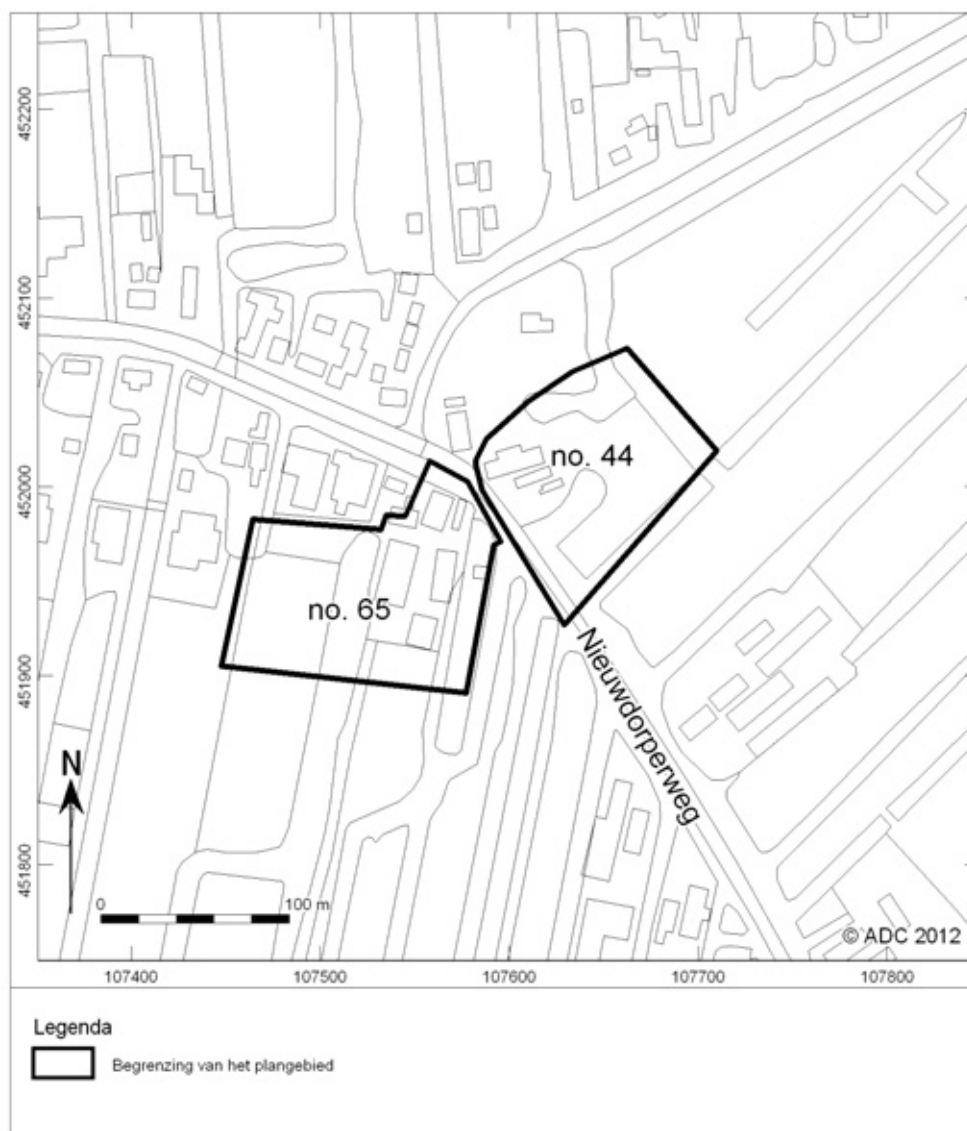 452200
452100
no. 44
452000
no. 65
451900
Nieuwdorperweg
N
451800
0 100 m
© ADC 2012
107400 107500 107600 107700 107800
Legenda
Begrenzing van het plangebied